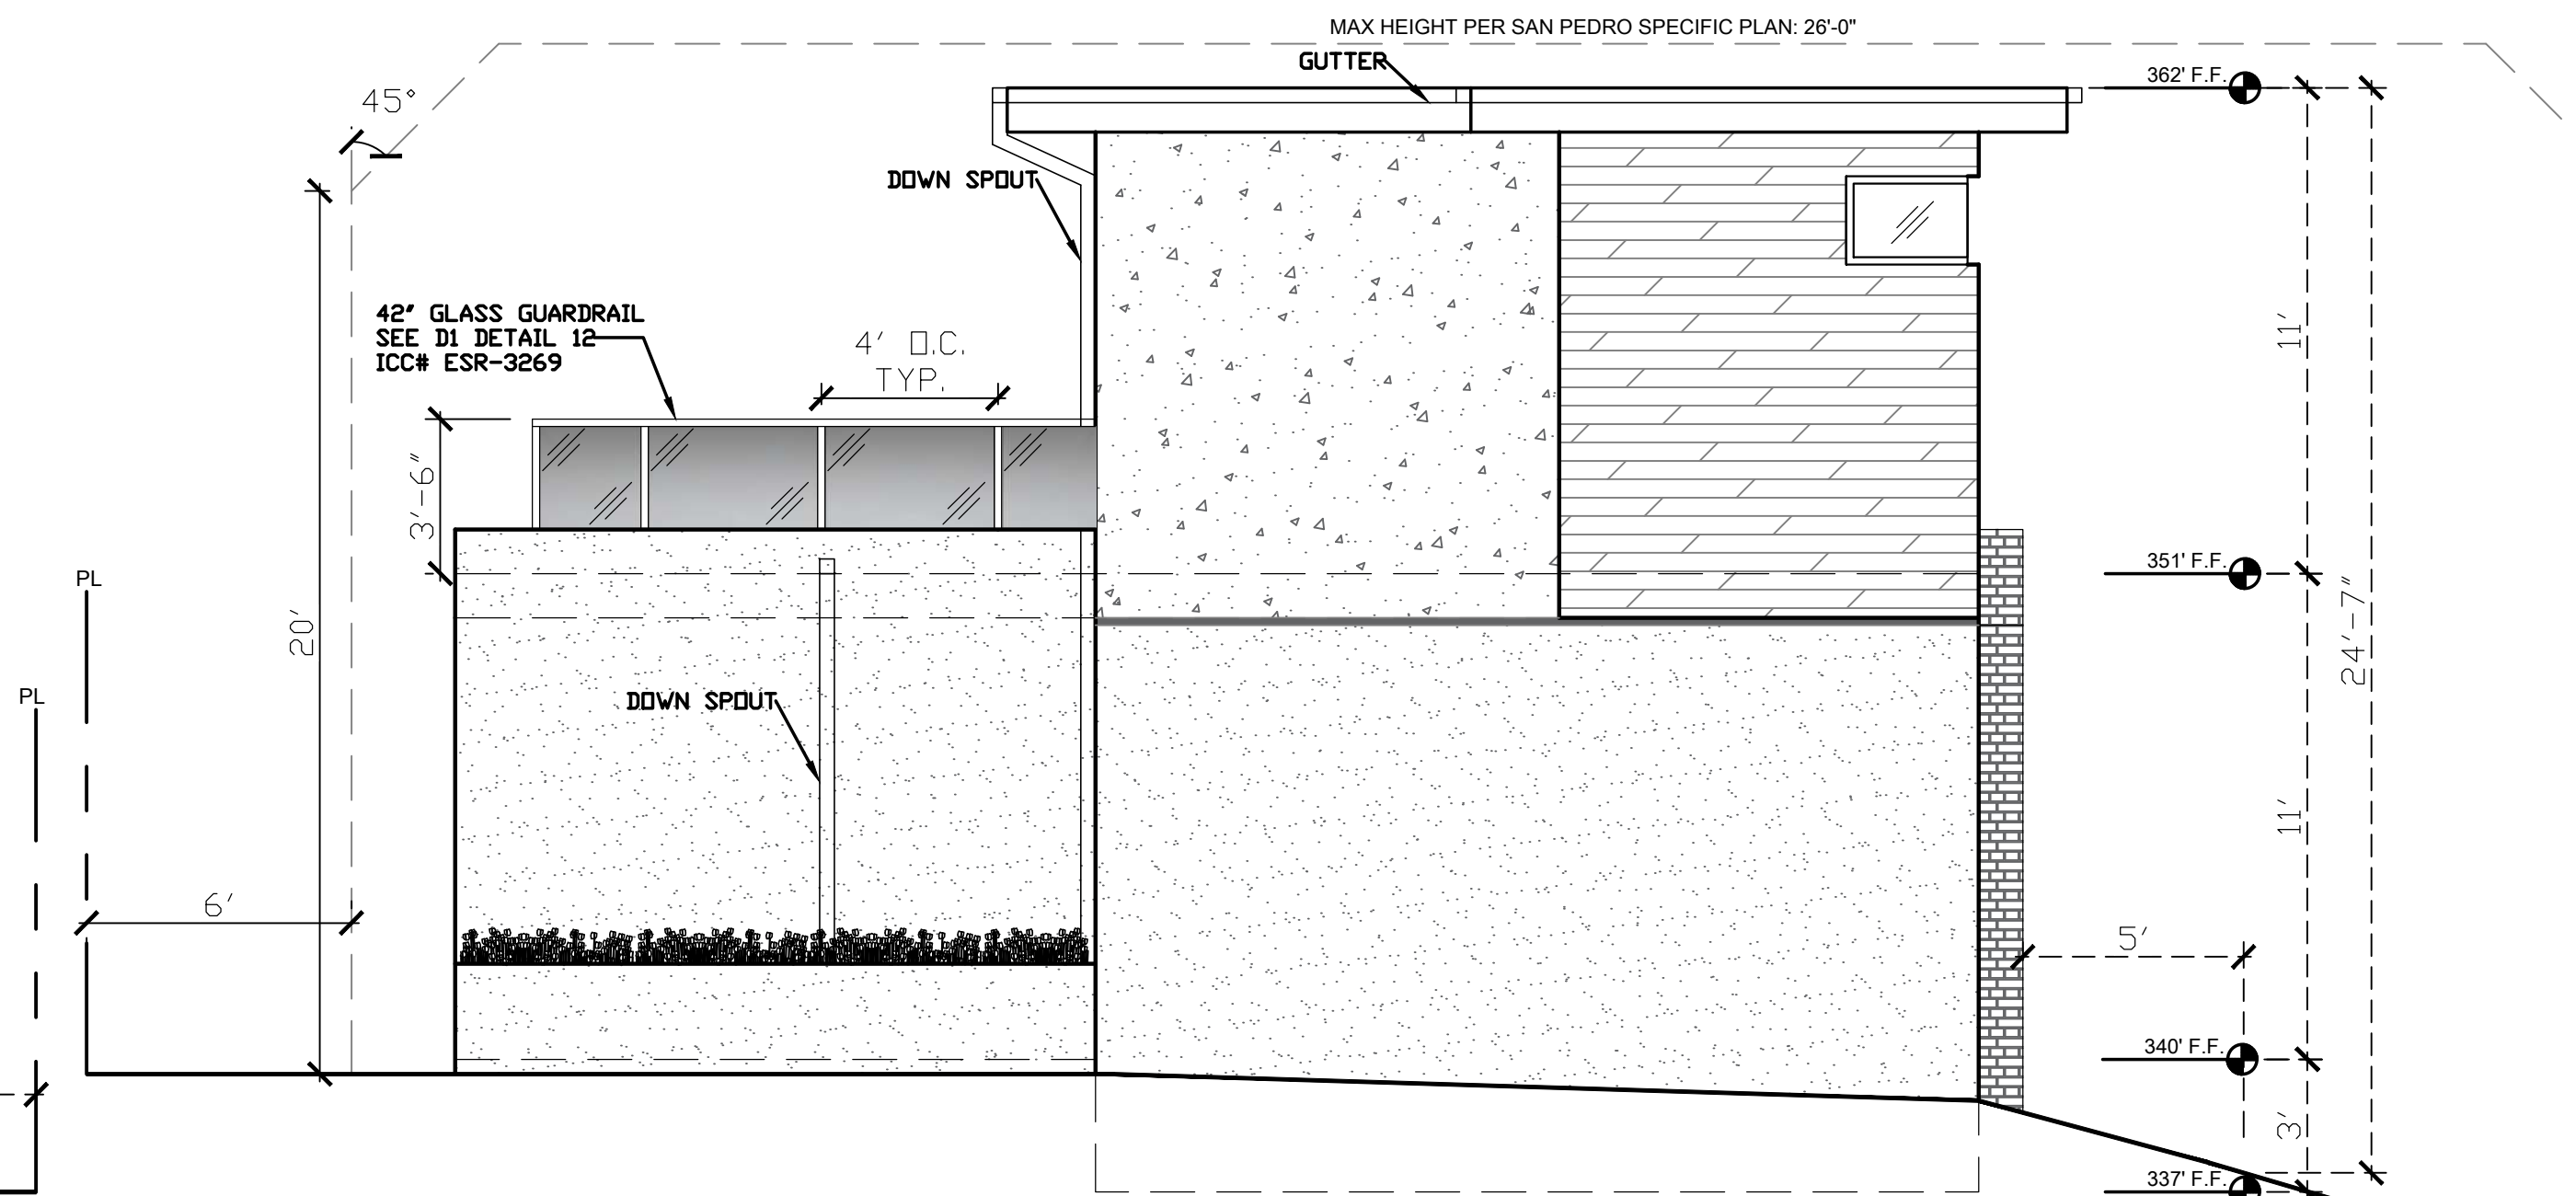 MAX HEIGHT PER SAN PEDRO SPECIFIC PLAN: 26'-0"
GUTTER
362' F.F.
45°
DOWN SPOUT
42" GLASS GUARDRAIL
SEE D1 DETAIL 12
ICC# ESR-3269
4' O.C.
TYP.
11'
3'-6"
351' F.F.
PL
20'
24'-7"
PL
DOWN SPOUT
11'
6'
5'
340' F.F.
3'
337' F.F.